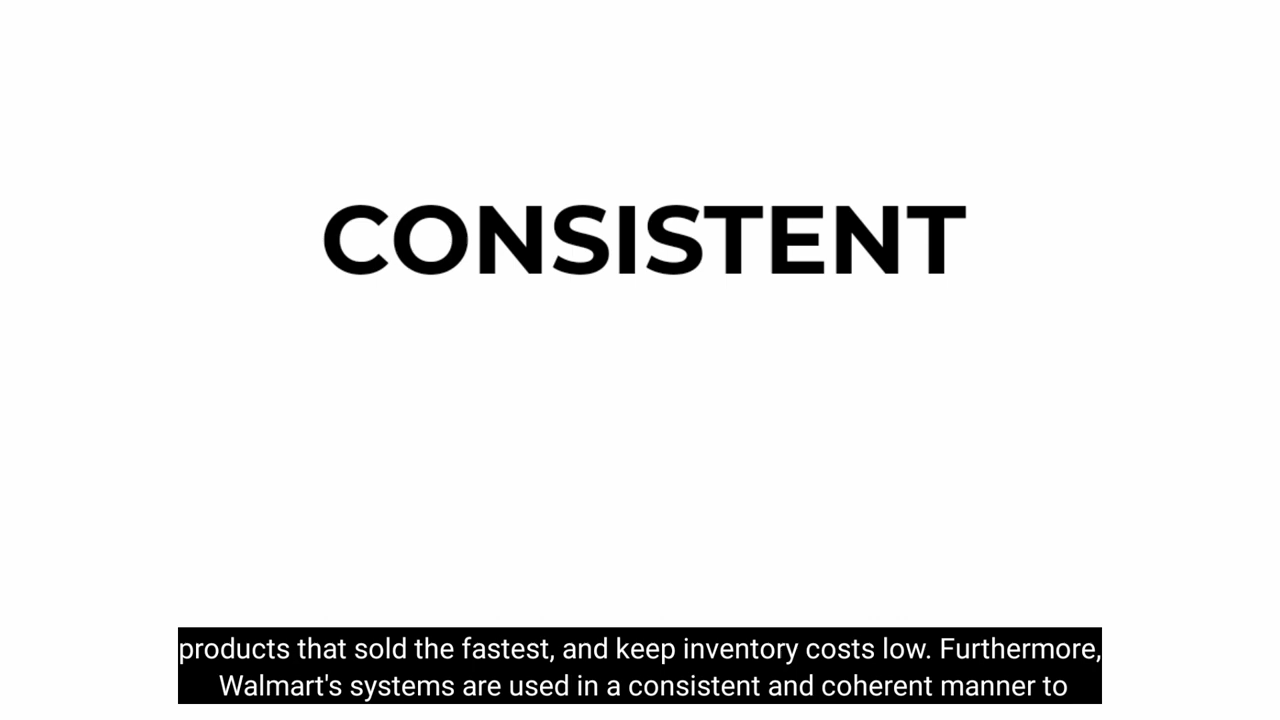 CONSISTENT
products that sold the fastest, and keep inventory costs low. Furthermore,
Walmart's systems are used in a consistent and coherent manner to